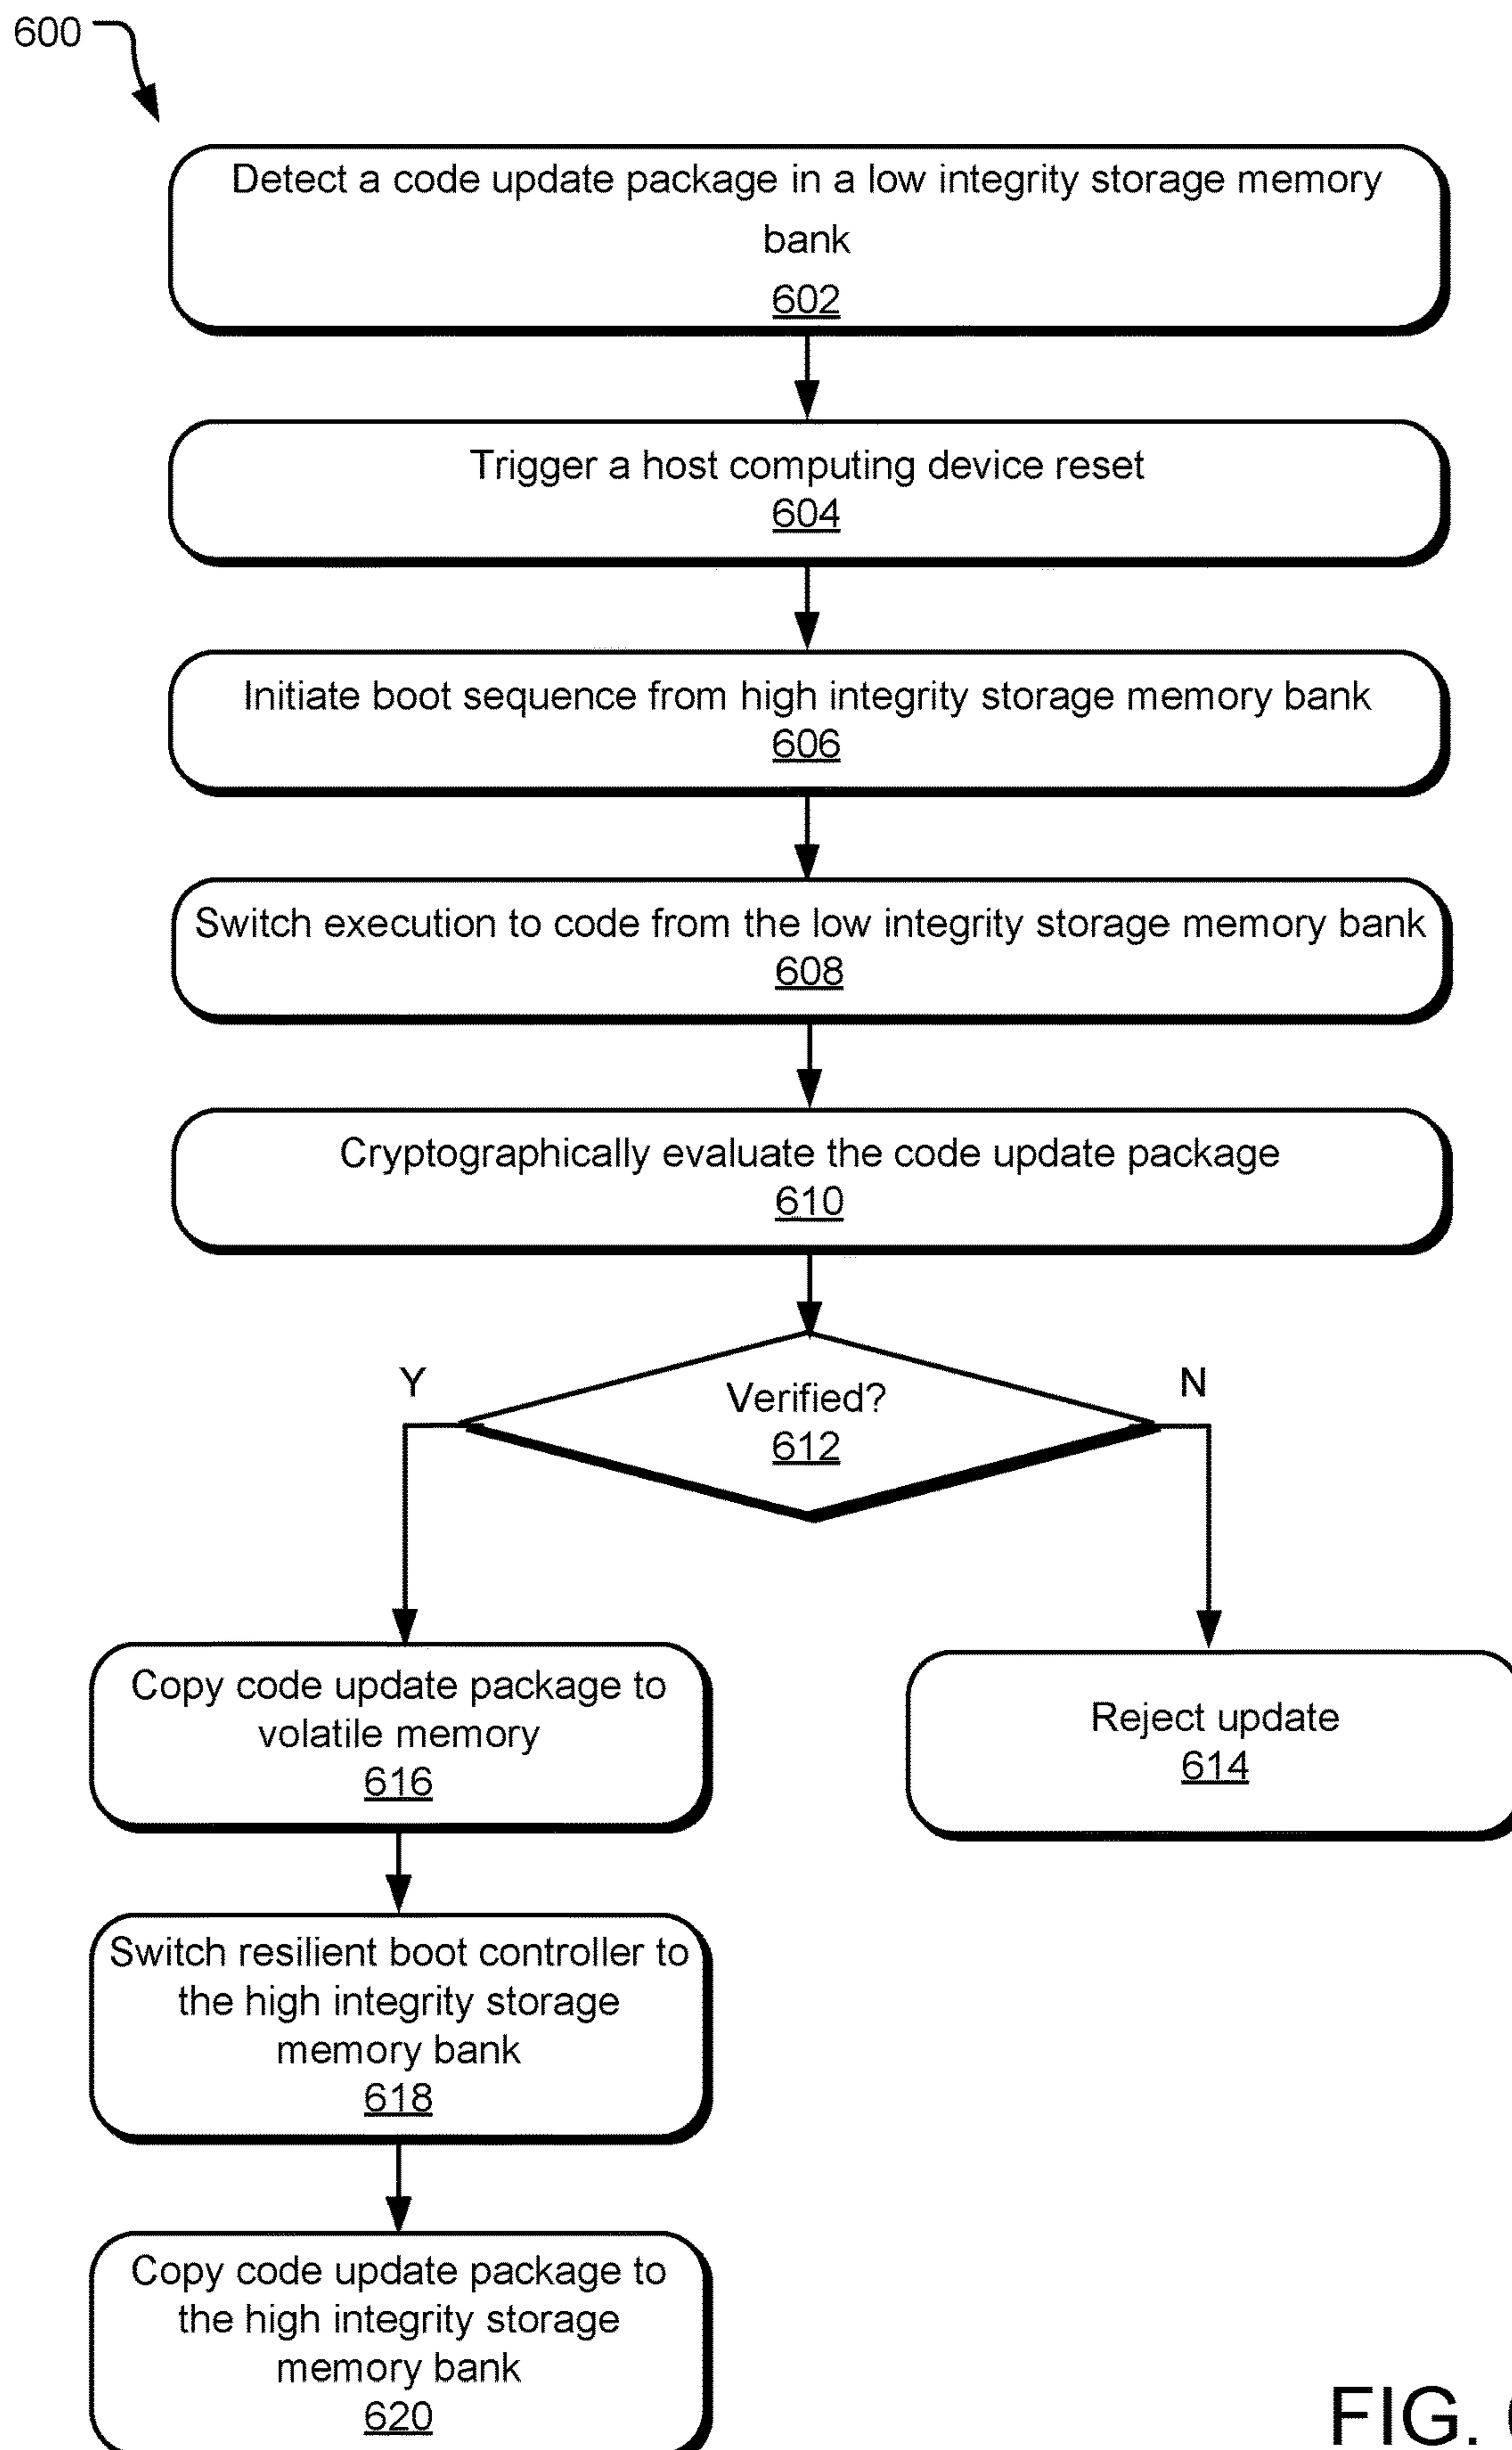 600
Detect a code update package in a low integrity storage memory
bank
602
Trigger a host computing device reset
604
Initiate boot sequence from high integrity storage memory bank
606
Switch execution to code from the low integrity storage memory bank
608
Cryptographically evaluate the code update package
610
Y
Verified?
N
612
Copy code update package to
volatile memory
616
Reject update
614
Switch resilient boot controller to
the high integrity storage
memory bank
618
Copy code update package to
the high integrity storage
memory bank
620
FIG.